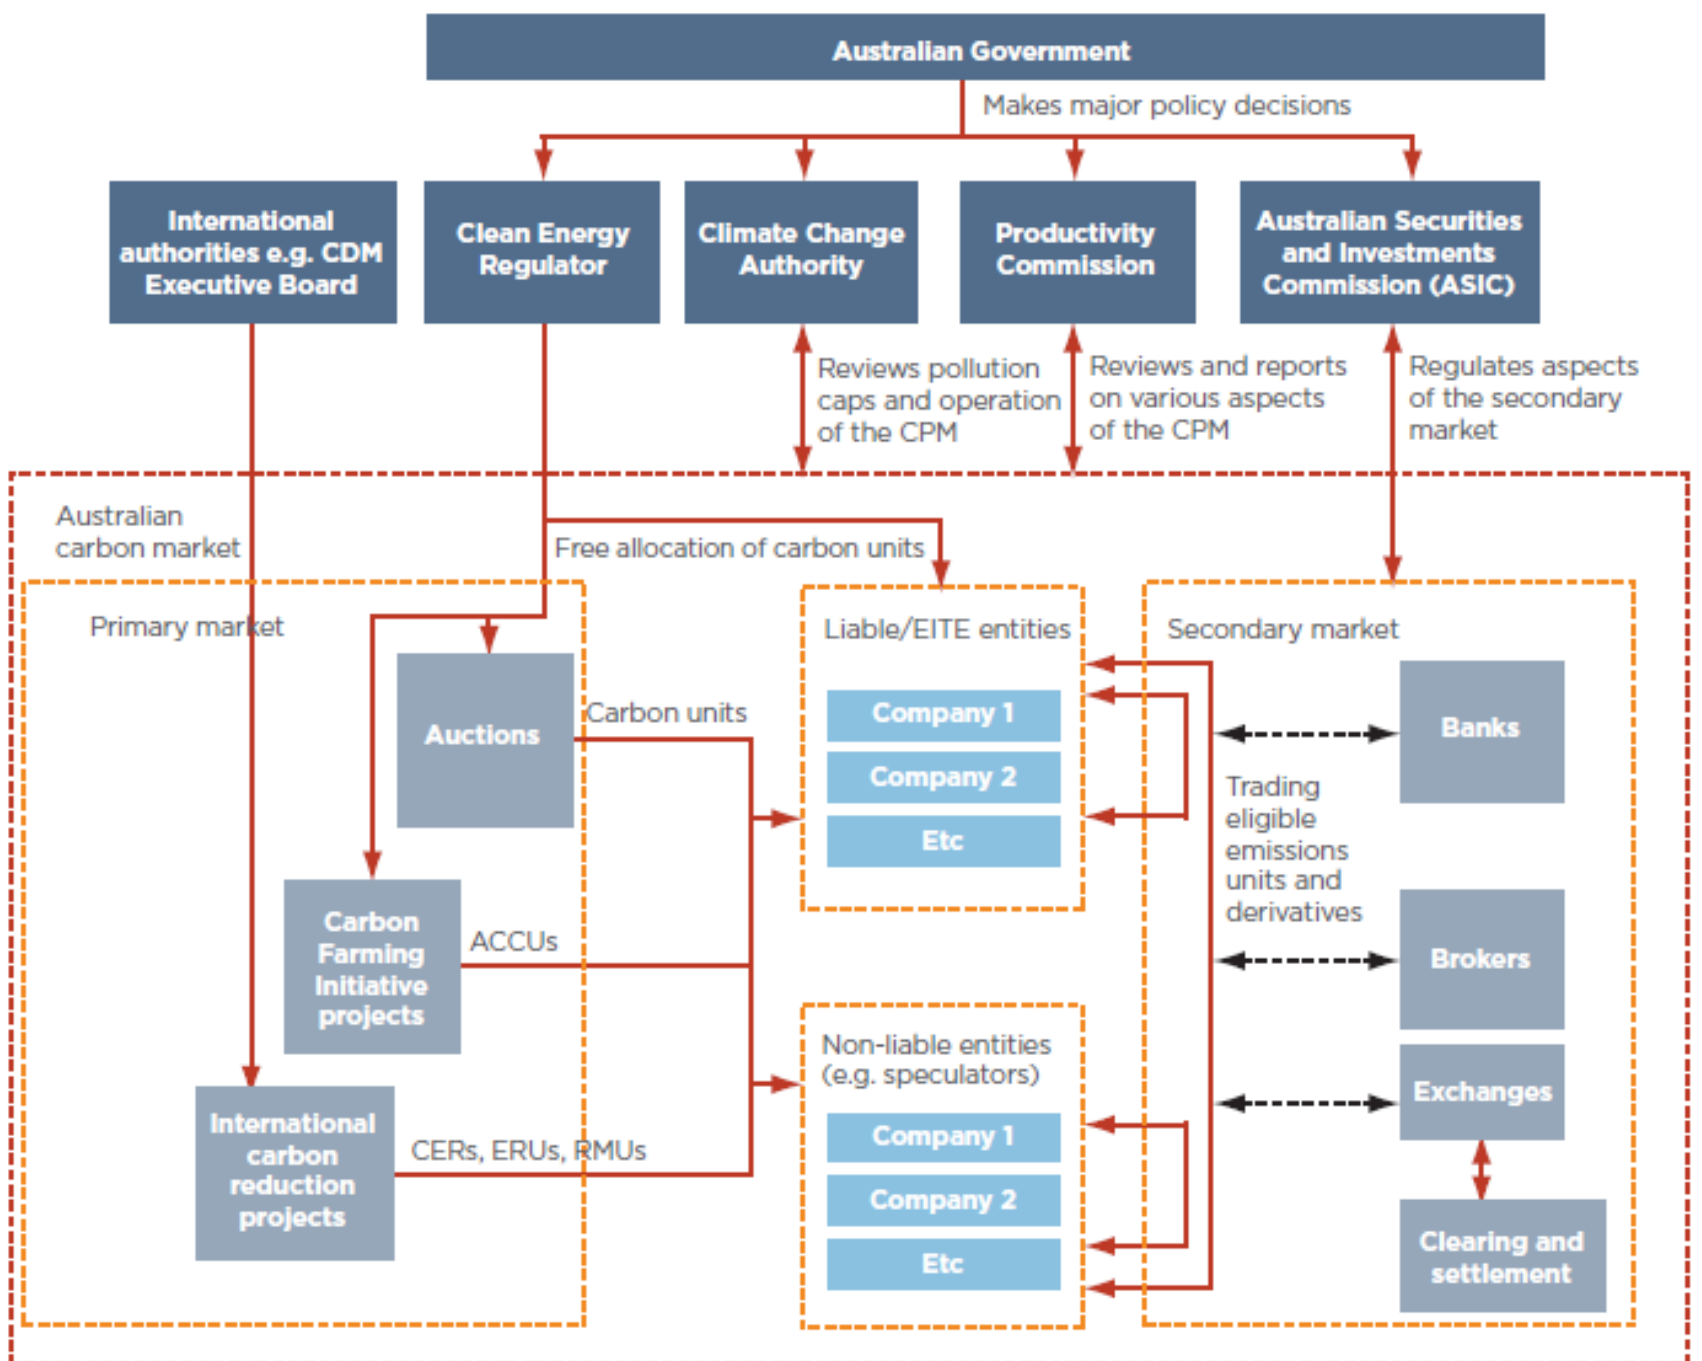 Australian Government
Makes major policy decisions
International
authorities e.g. CDM
Executive Board
Clean Energy
Regulator
Climate Change
Authority
Productivity
Commission
Australian Securities
and Investments
Commission (ASIC)
Reviews pollution
caps and operation
of the CPM
Reviews and reports
on various aspects
of the CPM
Regulates aspects
of the secondary
market
Australian
carbon market
Free allocation of carbon units
Primary market
Auctions
Carbon units
Carbon
Farming
Initiative
projects
ACCUs
International
carbon
reduction
projects
CERs, ERUs, RMUs
Liable/EITE entities
Company 1
Company 2
Etc
Non-liable entities
(e.g. speculators)
Company 1
Company 2
Etc
Secondary market
Trading
eligible
emissions
units and
derivatives
Banks
Brokers
Exchanges
Clearing and
settlement